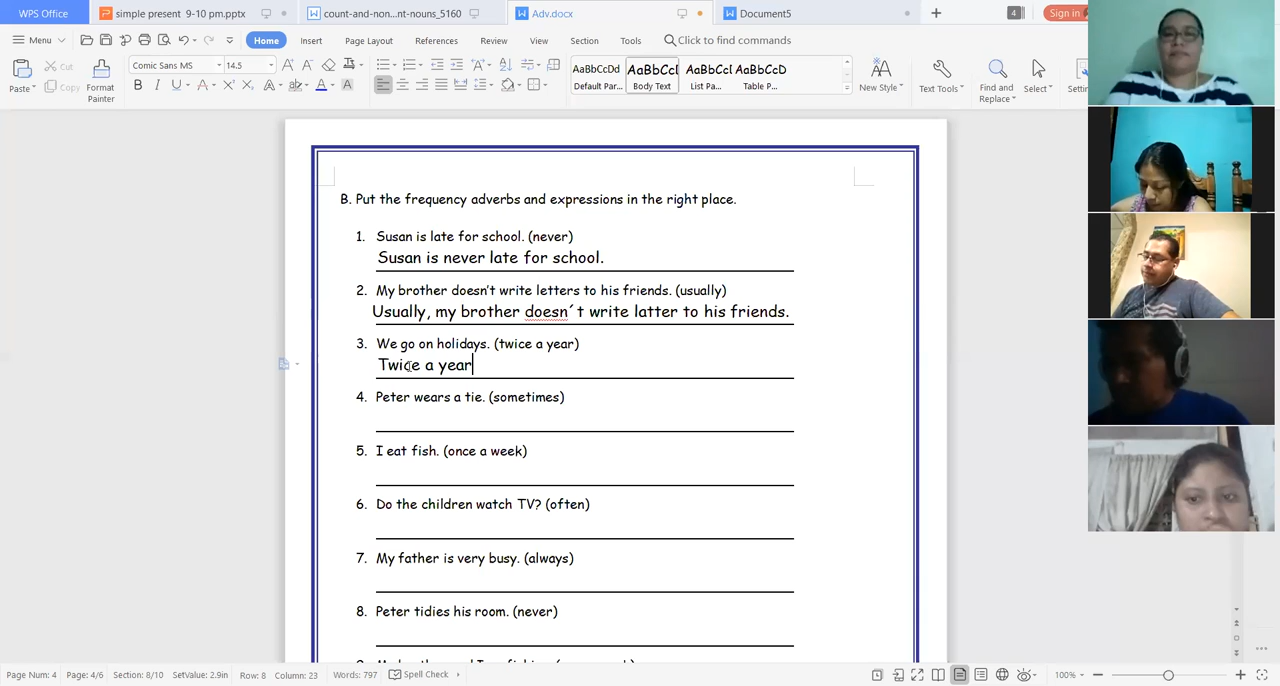 WPS Office
simple present 9-10 pm.pptx
count-and-non...nt-nouns_5160
Adv.docx
Document5
4
Sign in
Menu
Home
Insert
Page Layout
References
Review
View
Section
Tools
Click to find commands
Paste
Cut
Copy
Format Painter
Comic Sans MS
14.5
B I U
AaBbCcDd
AaBbCcI
AaBbCcI
AaBbCcD
Default Par...
Body Text
List Pa...
Table P...
New Style
Text Tools
Find and Replace
Select
B. Put the frequency adverbs and expressions in the right place.
1. Susan is late for school. (never)
Susan is never late for school.
2. My brother doesn't write letters to his friends. (usually)
Usually, my brother doesn´t write latter to his friends.
3. We go on holidays. (twice a year)
Twice a year
4. Peter wears a tie. (sometimes)
5. I eat fish. (once a week)
6. Do the children watch TV? (often)
7. My father is very busy. (always)
8. Peter tidies his room. (never)
Page Num: 4
Page: 4/6
Section: 8/10
SetValue: 2.9in
Row: 8
Column: 23
Words: 797
Spell Check
100%